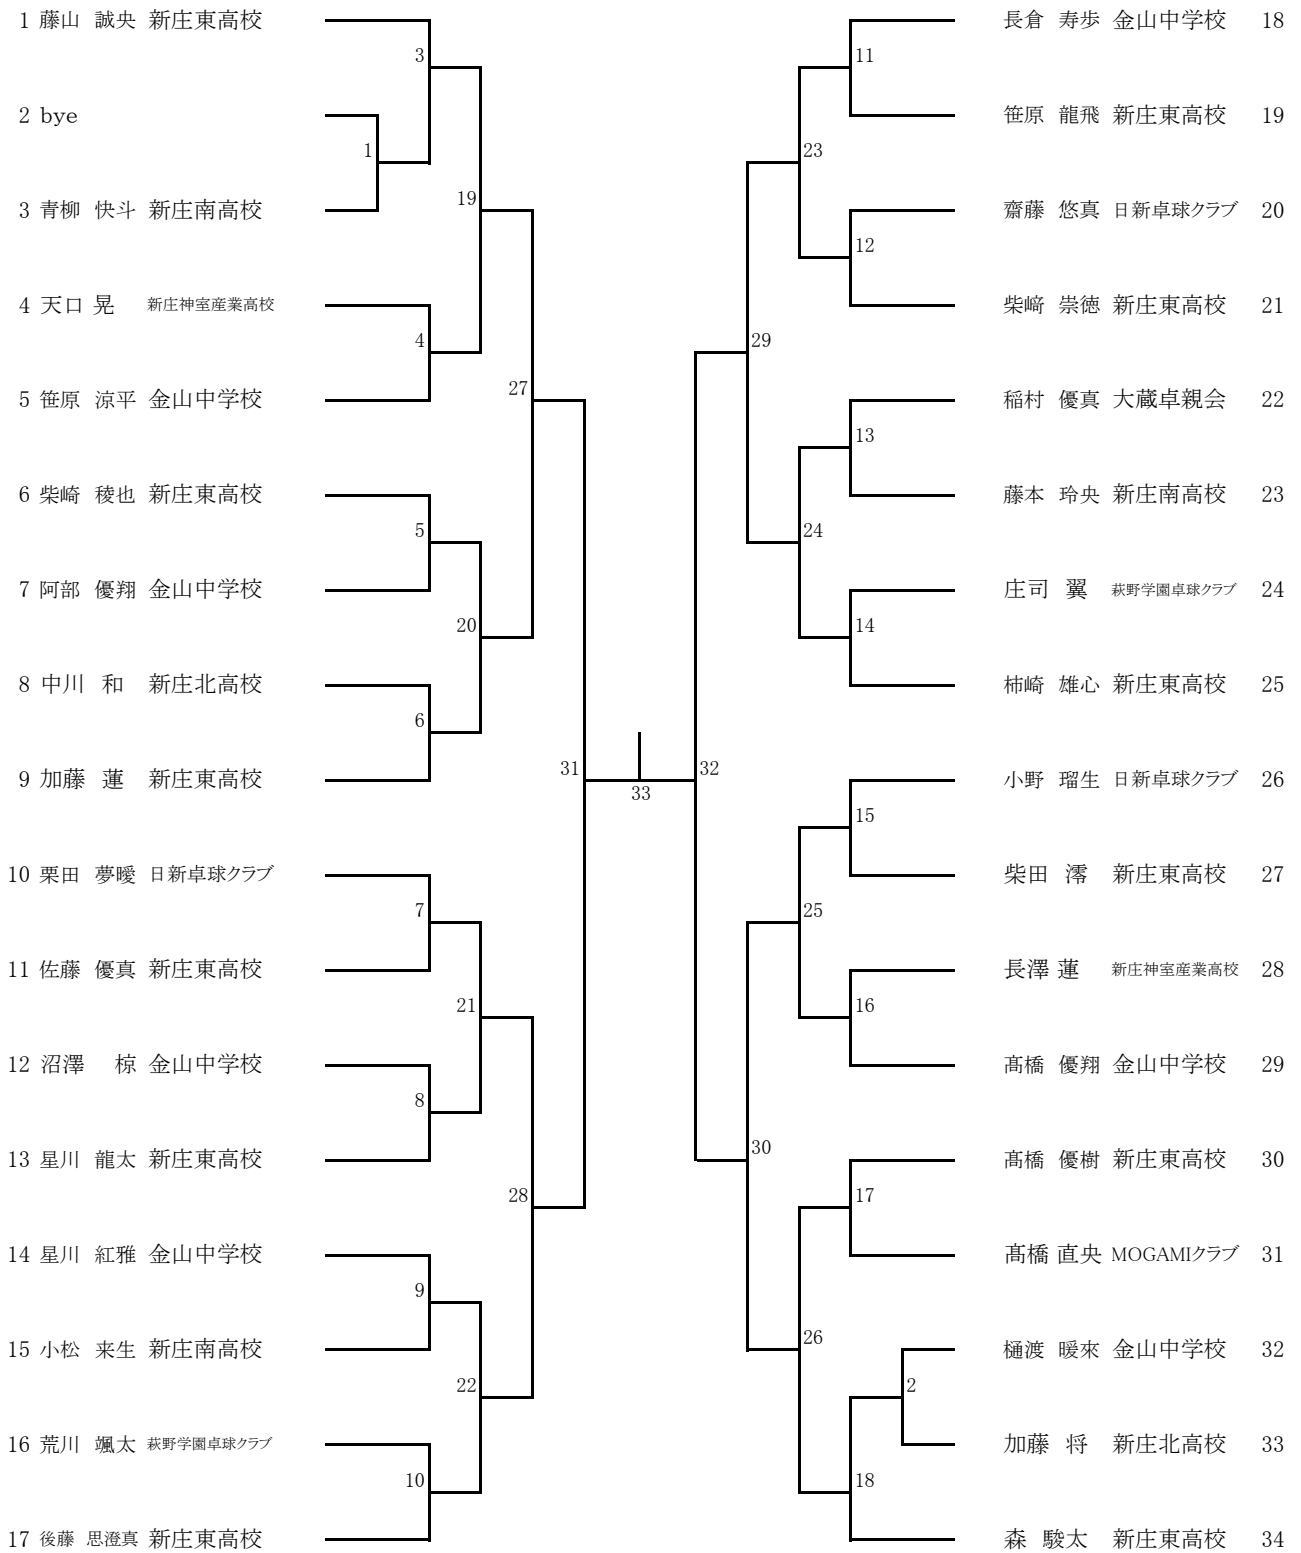 1 藤山 誠央 新庄東高校
2 bye
3 青柳 快斗 新庄南高校
4 天口 晃 新庄神室産業高校
5 笹原 涼平 金山中学校
6 柴崎 稜也 新庄東高校
7 阿部 優翔 金山中学校
8 中川 和 新庄北高校
9 加藤 蓮 新庄東高校
10 栗田 夢曖 日新卓球クラブ
11 佐藤 優真 新庄東高校
12 沼澤 椋 金山中学校
13 星川 龍太 新庄東高校
14 星川 紅雅 金山中学校
15 小松 来生 新庄南高校
16 荒川 颯太 萩野学園卓球クラブ
17 後藤 思澄真 新庄東高校
3
1
19
4
27
5
20
6
31
7
21
8
28
9
22
10
33
11
23
12
29
13
24
14
32
15
25
16
30
17
26
2
18
長倉 寿歩 金山中学校 18
笹原 龍飛 新庄東高校 19
齋藤 悠真 日新卓球クラブ 20
柴﨑 崇徳 新庄東高校 21
稲村 優真 大蔵卓親会 22
藤本 玲央 新庄南高校 23
庄司 翼 萩野学園卓球クラブ 24
柿崎 雄心 新庄東高校 25
小野 瑠生 日新卓球クラブ 26
柴田 澪 新庄東高校 27
長澤 蓮 新庄神室産業高校 28
髙橋 優翔 金山中学校 29
髙橋 優樹 新庄東高校 30
髙橋 直央 MOGAMIクラブ 31
樋渡 暖來 金山中学校 32
加藤 将 新庄北高校 33
森 駿太 新庄東高校 34